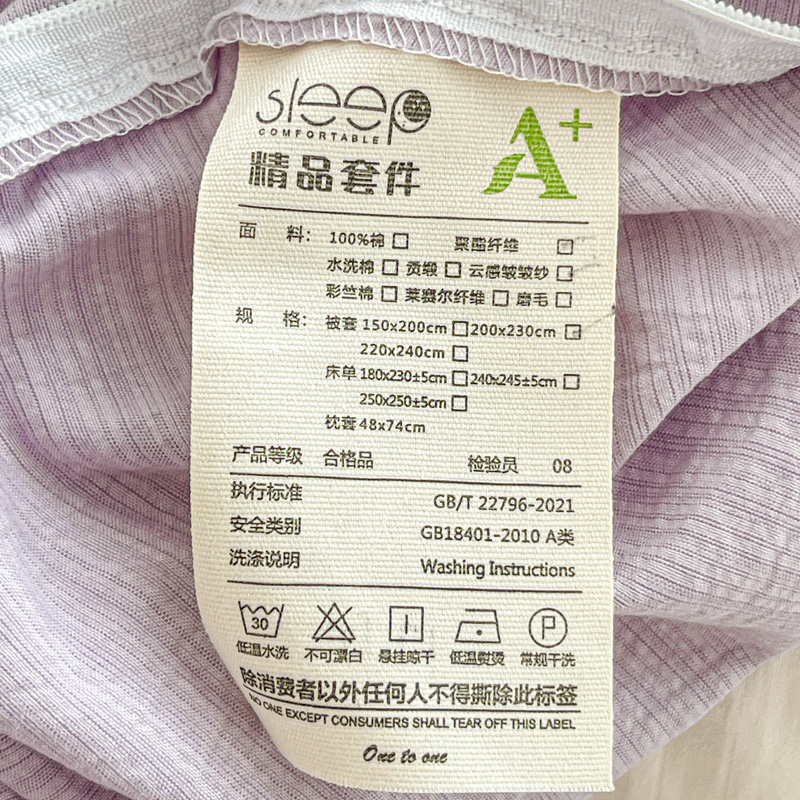 sleep
COMFORTABLE
A+
精品套件
面 料： 100%棉 □ 聚酯纤维 □
水洗棉 □ 贡缎 □ 云感皱皱纱 □
彩竺棉 □ 莱赛尔纤维 □ 磨毛 □
规 格： 被套 150x200cm □ 200x230cm □
220x240cm □
床单 180x230±5cm □ 240x245±5cm □
250x250±5cm □
枕套 48x74cm
产品等级 合格品 检验员 08
执行标准 GB/T 22796-2021
安全类别 GB18401-2010 A类
洗涤说明 Washing Instructions
30 P
低温水洗 不可漂白 悬挂晾干 低温熨烫 常规干洗
除消费者以外任何人不得撕除此标签
NO ONE EXCEPT CONSUMERS SHALL TEAR OFF THIS LABEL
One to one